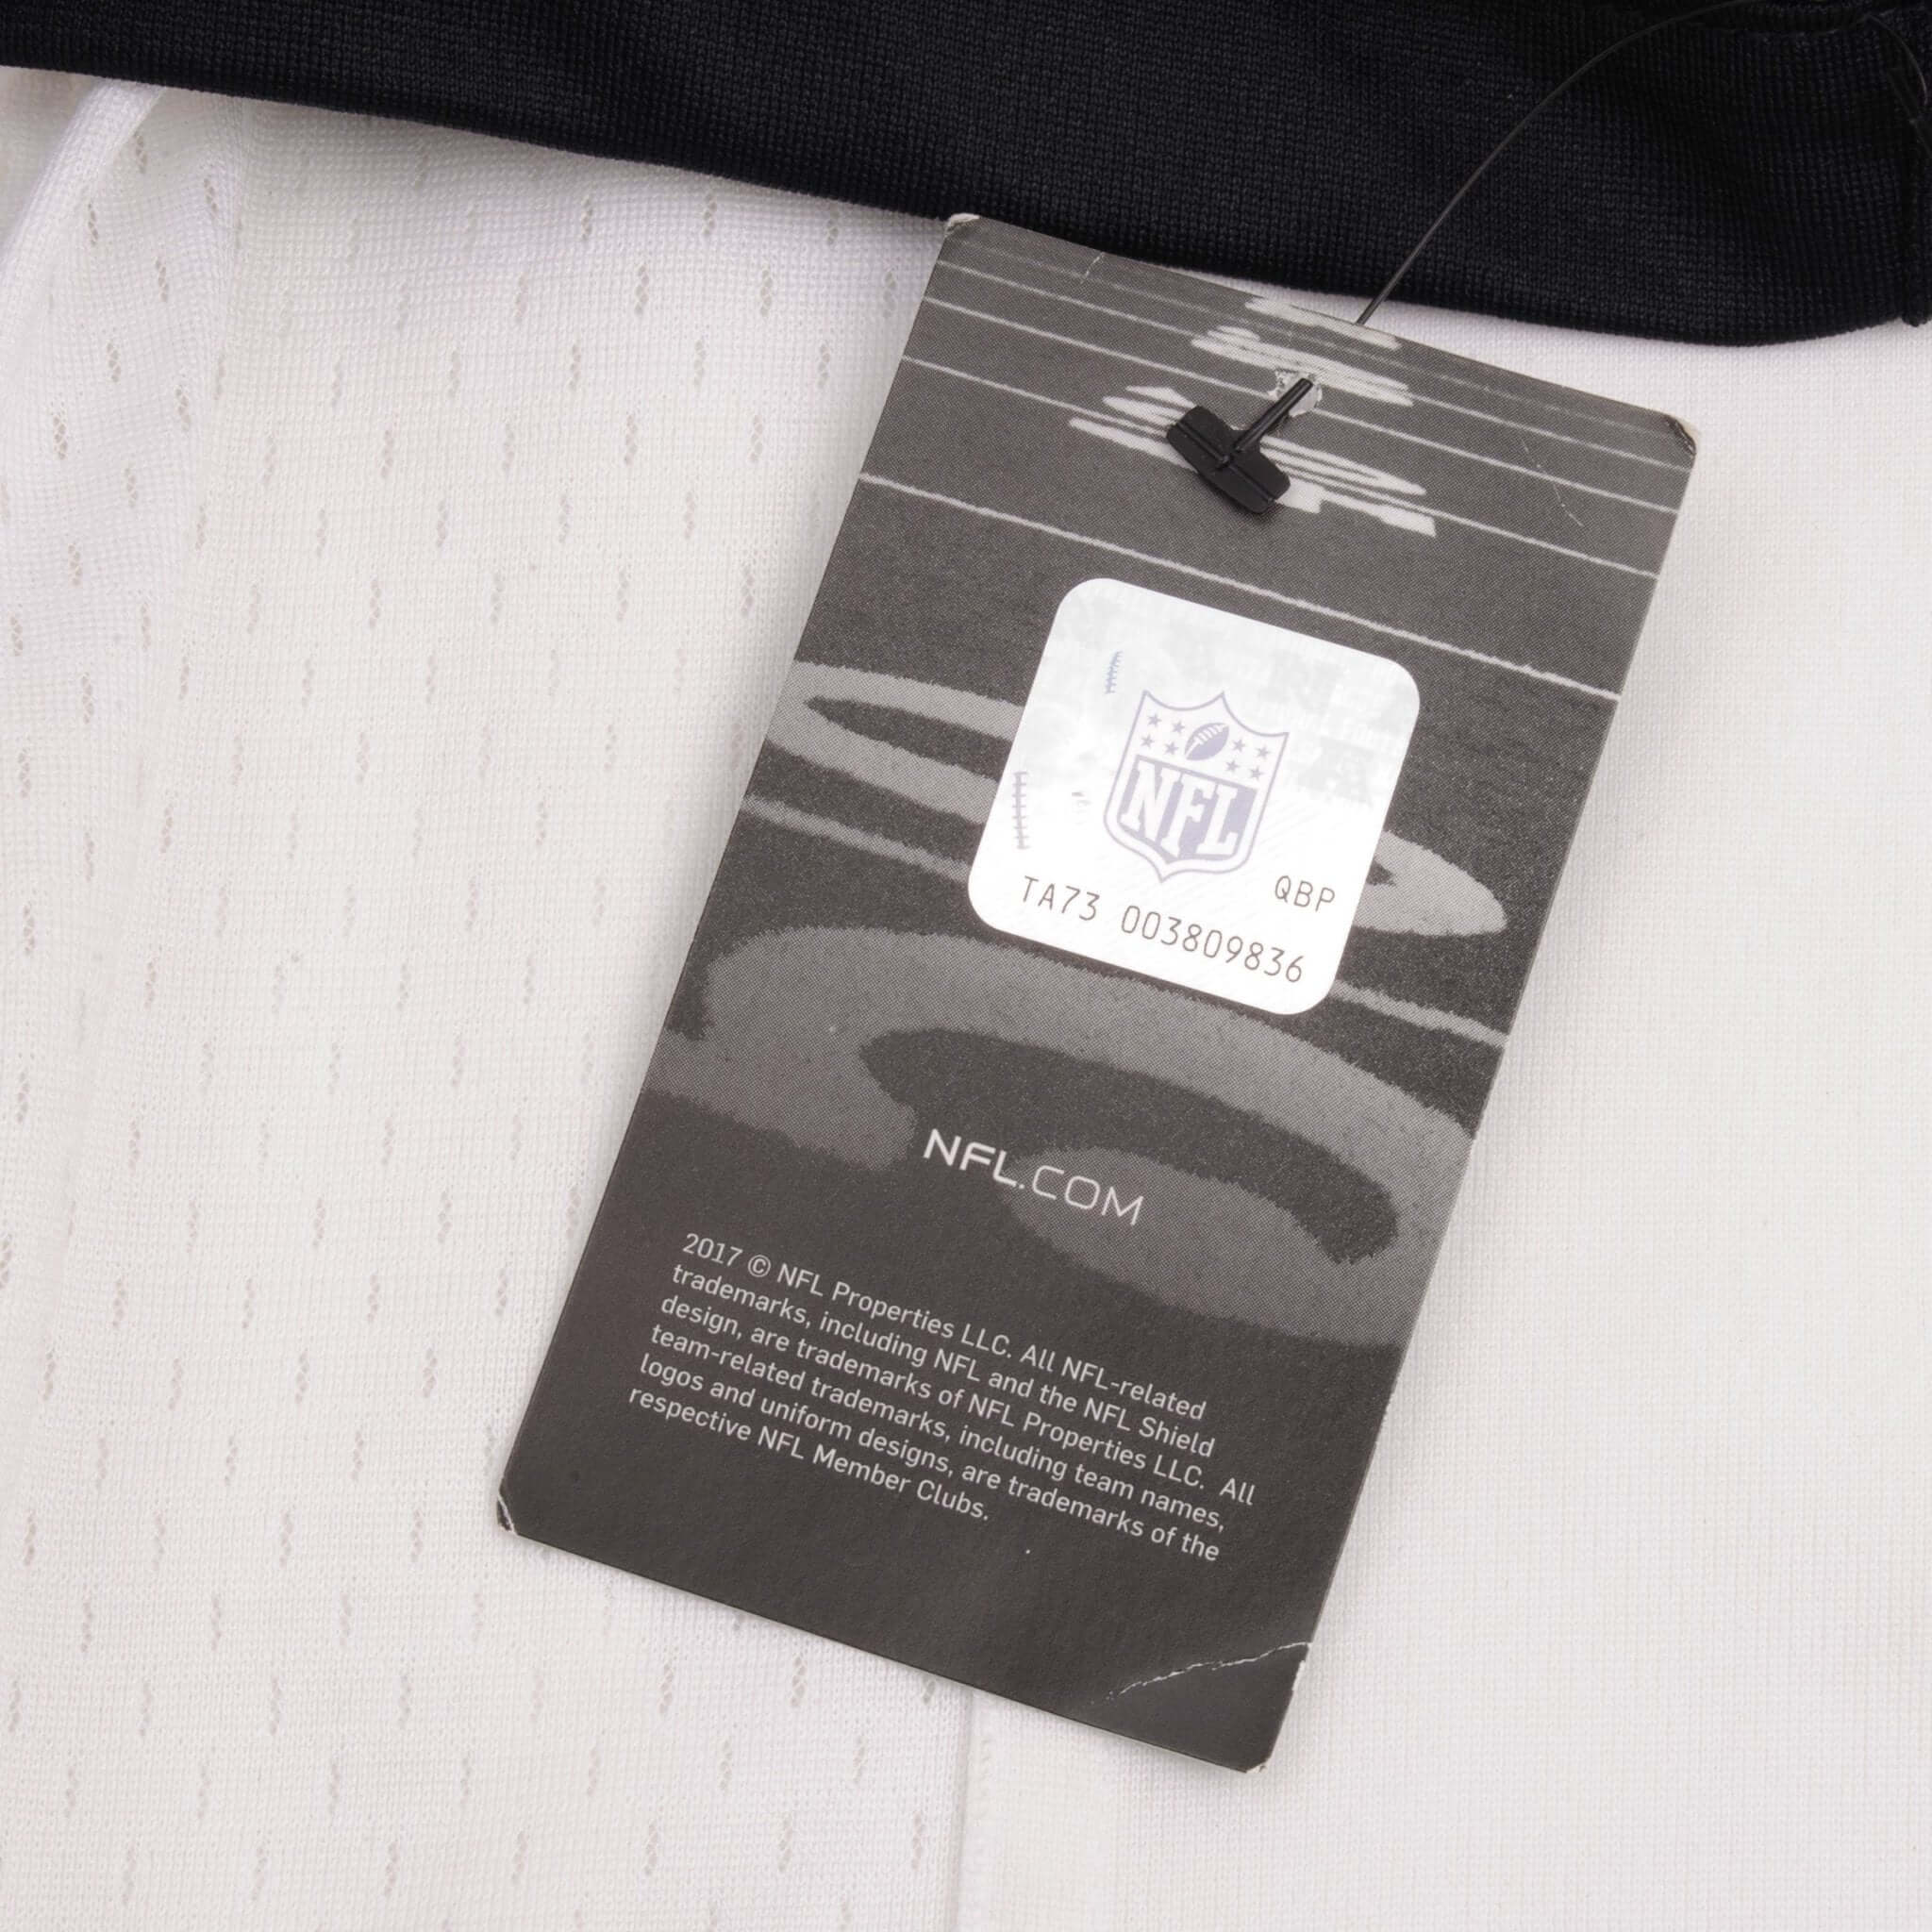 NFL
QBP
TA73 003809836
NFL.COM
2017 © NFL Properties LLC. All NFL-related
trademarks, including NFL and the NFL Shield
design, are trademarks of NFL Properties LLC. All
team-related trademarks, including team names,
logos and uniform designs, are trademarks of the
respective NFL Member Clubs.